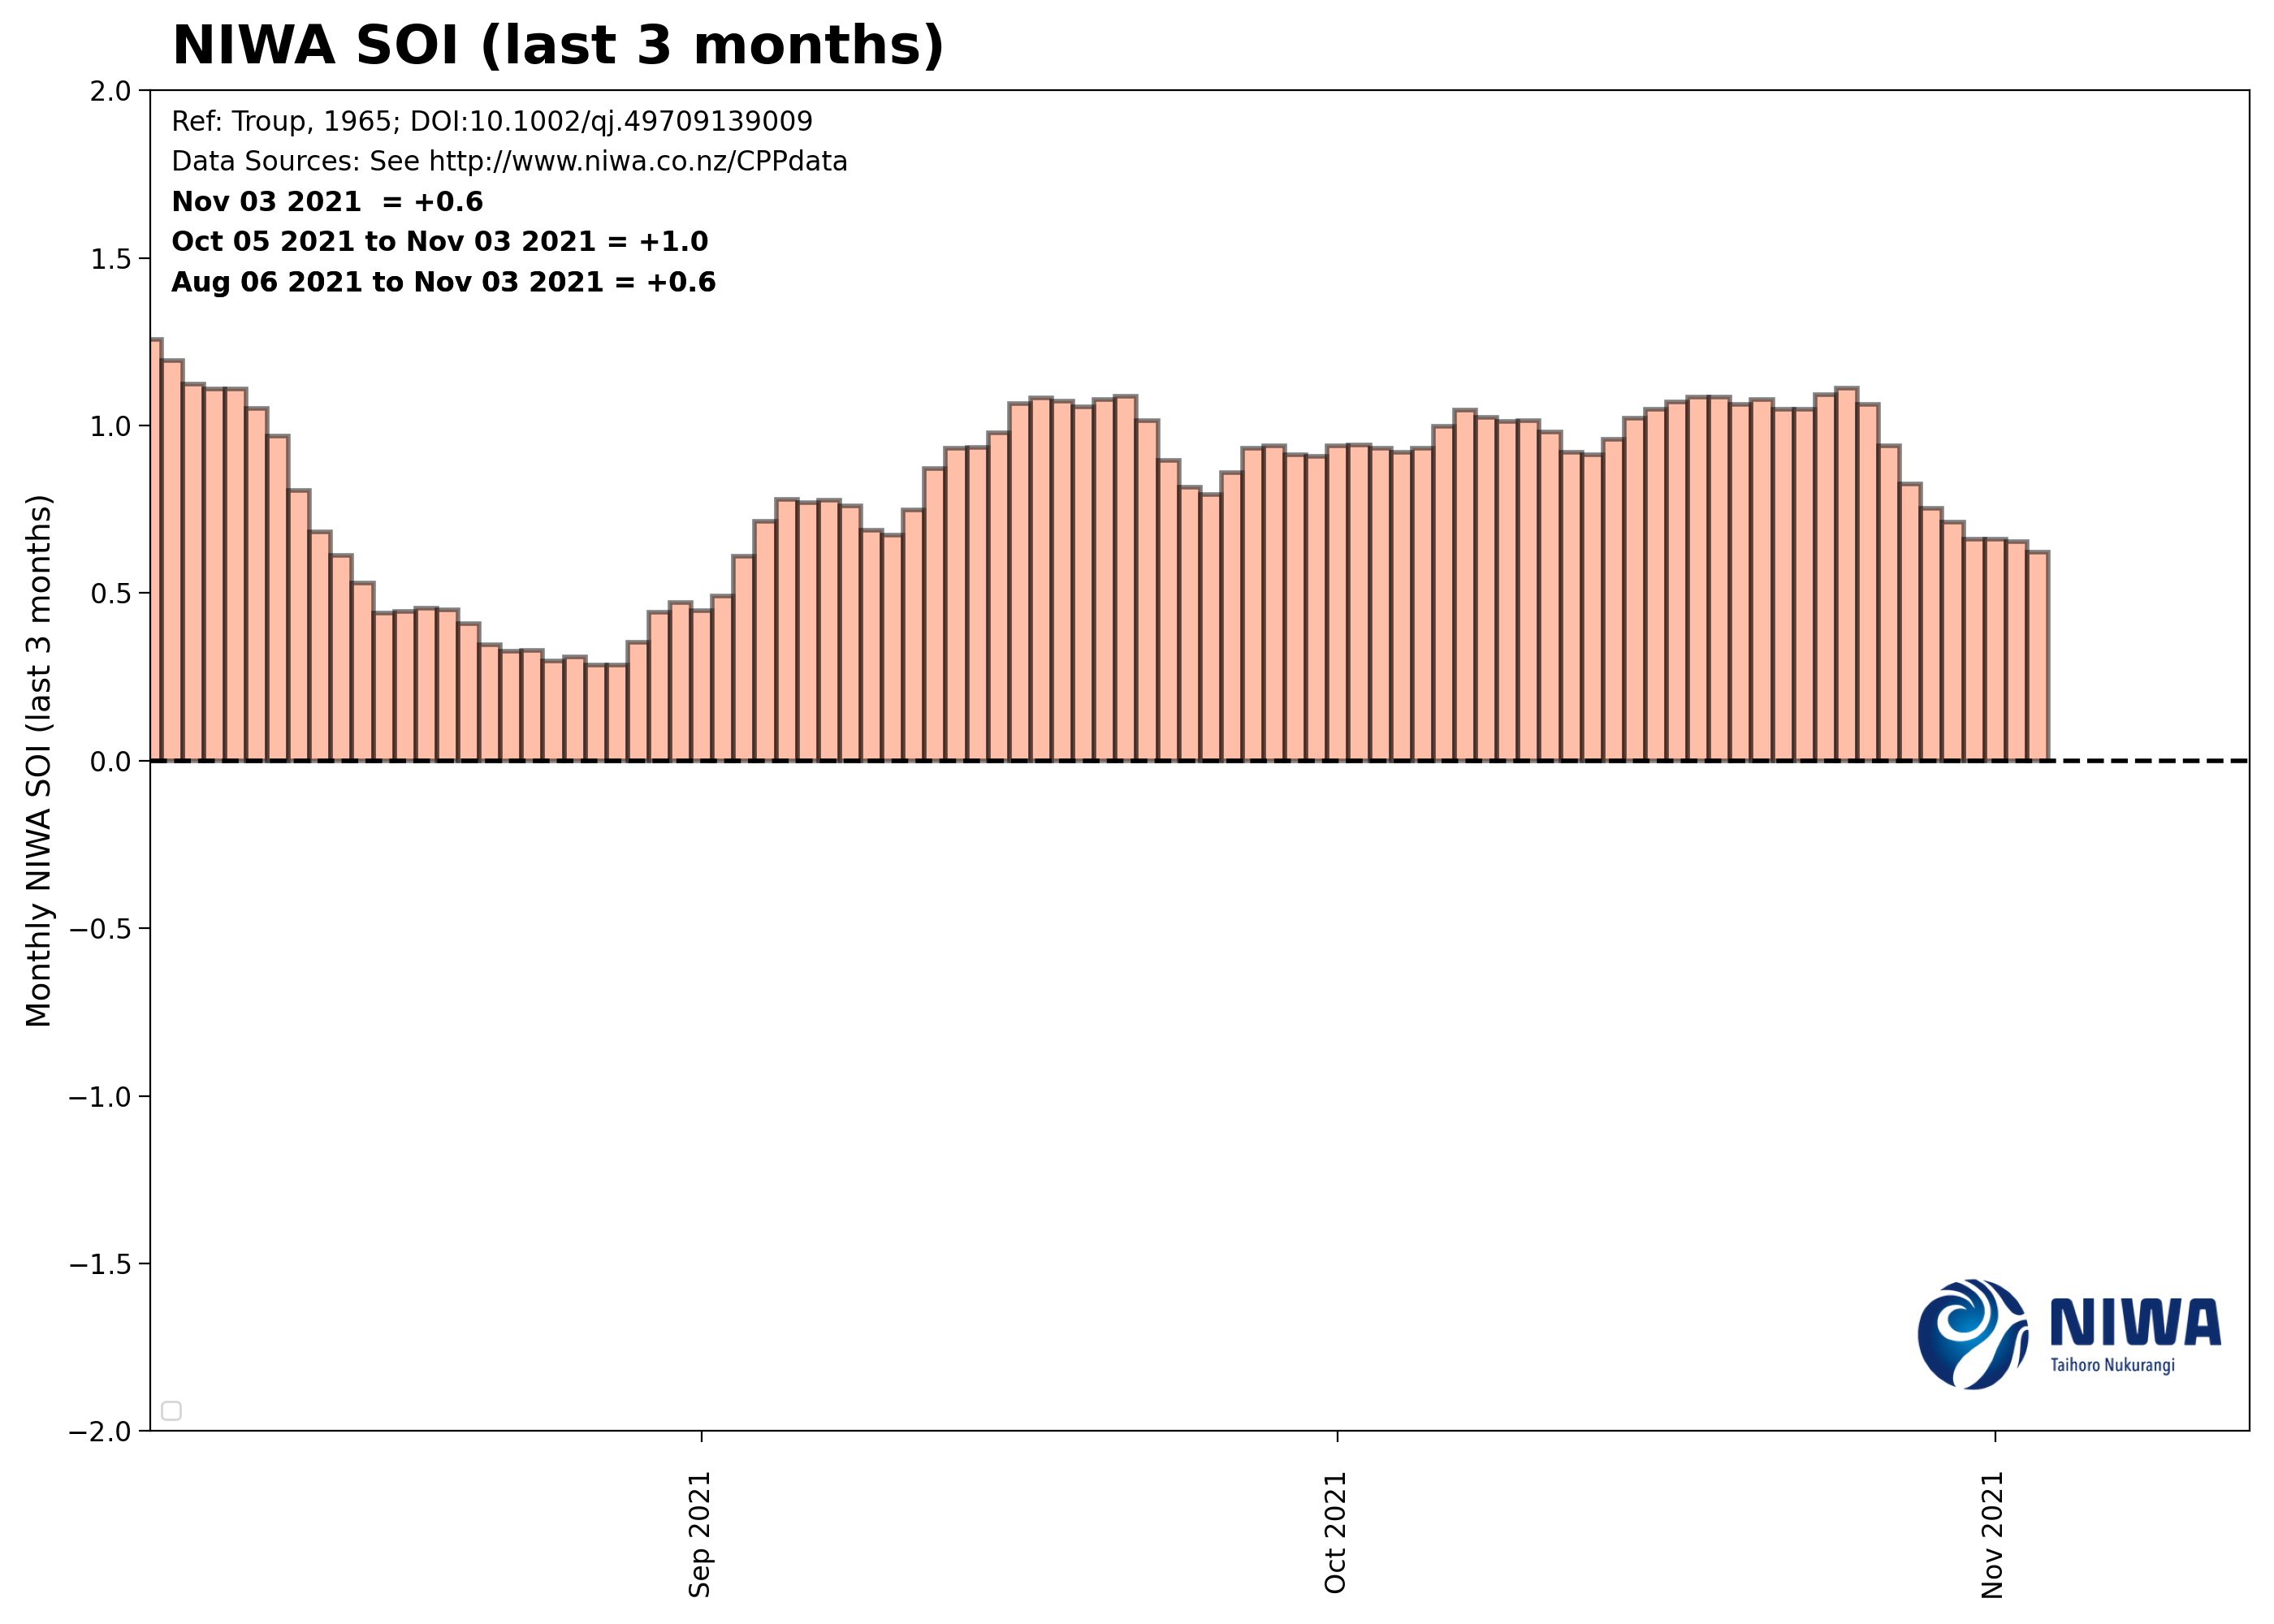 NIWA SOI (last 3 months)
Ref: Troup, 1965; DOI:10.1002/qj.49709139009
Data Sources: See http://www.niwa.co.nz/CPPdata
Nov 03 2021  = +0.6
Oct 05 2021 to Nov 03 2021 = +1.0
Aug 06 2021 to Nov 03 2021 = +0.6
Monthly NIWA SOI (last 3 months)
2.0
1.5
1.0
0.5
0.0
−0.5
−1.0
−1.5
−2.0
NIWA
Taihoro Nukurangi
Sep 2021
Oct 2021
Nov 2021